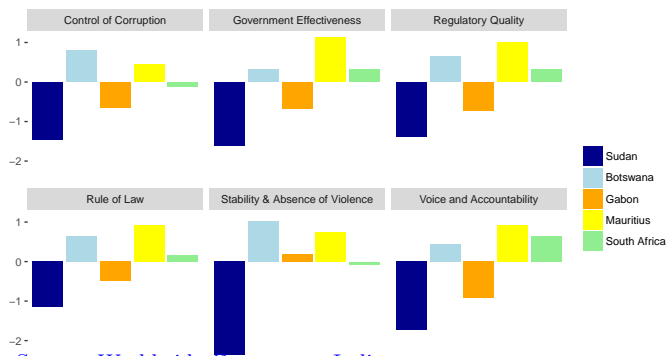 Control of Corruption
Government Effectiveness
Regulatory Quality
1
0
−1
−2
Rule of Law
Stability & Absence of Violence
Voice and Accountability
1
0
−1
−2
Sudan
Botswana
Gabon
Mauritius
South Africa